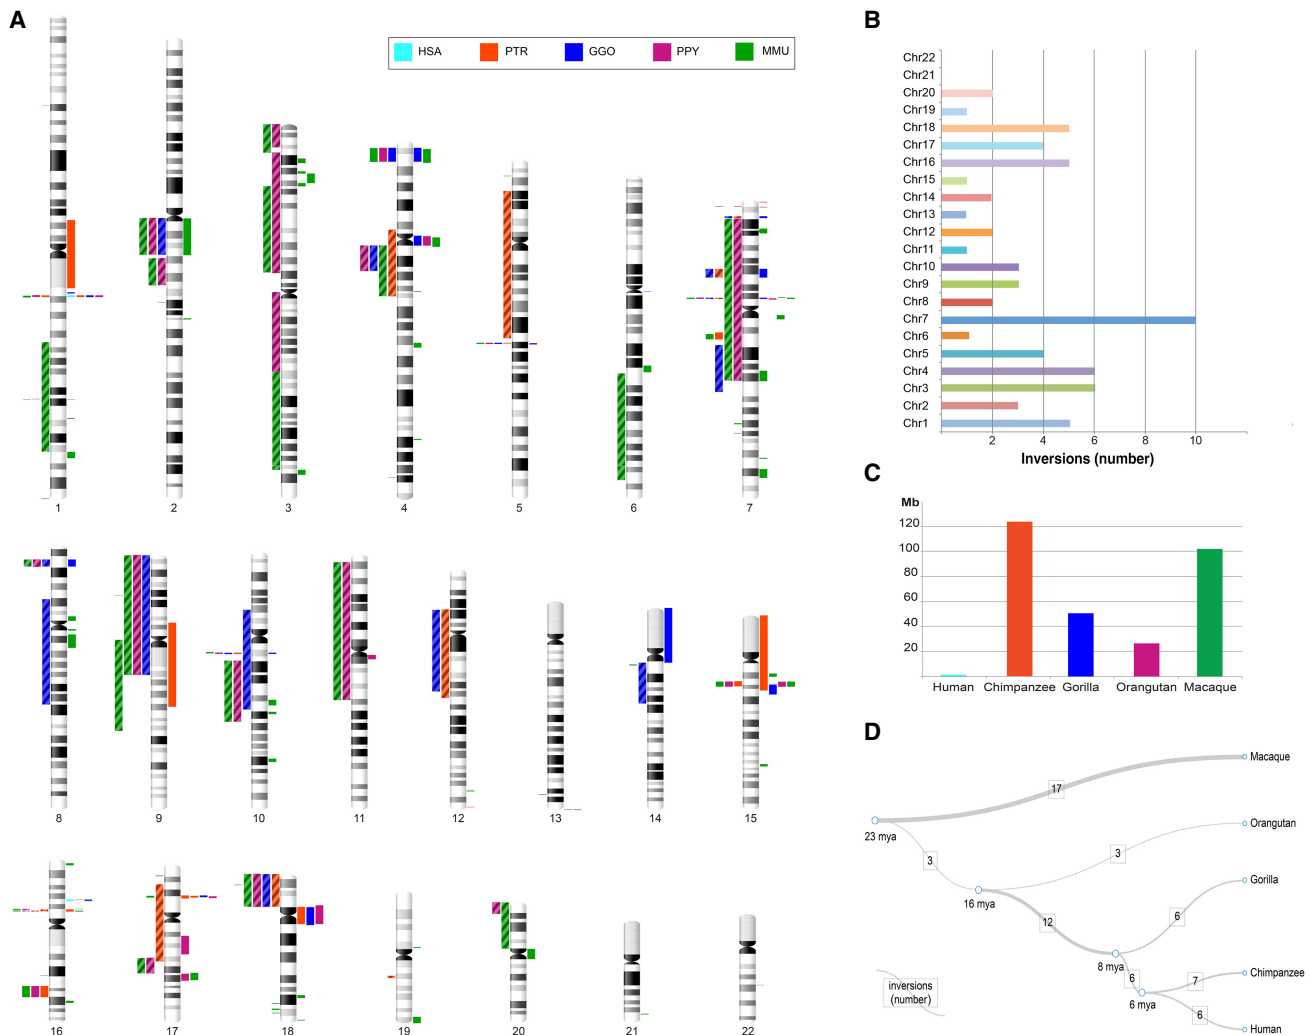 A
HSA PTR GGO PPY MMU
1 2 3 4 5 6 7
8 9 10 11 12 13 14 15
16 17 18 19 20 21 22
B
Chr22
Chr21
Chr20
Chr19
Chr18
Chr17
Chr16
Chr15
Chr14
Chr13
Chr12
Chr11
Chr10
Chr9
Chr8
Chr7
Chr6
Chr5
Chr4
Chr3
Chr2
Chr1
2 4 6 8 10
Inversions (number)
C
Mb
120
100
80
60
40
20
Human Chimpanzee Gorilla Orangutan Macaque
D
Macaque
17
23 mya
Orangutan
3
3
Gorilla
16 mya
12
6
8 mya
Chimpanzee
6
7
inversions
(number)
6 mya
6
Human